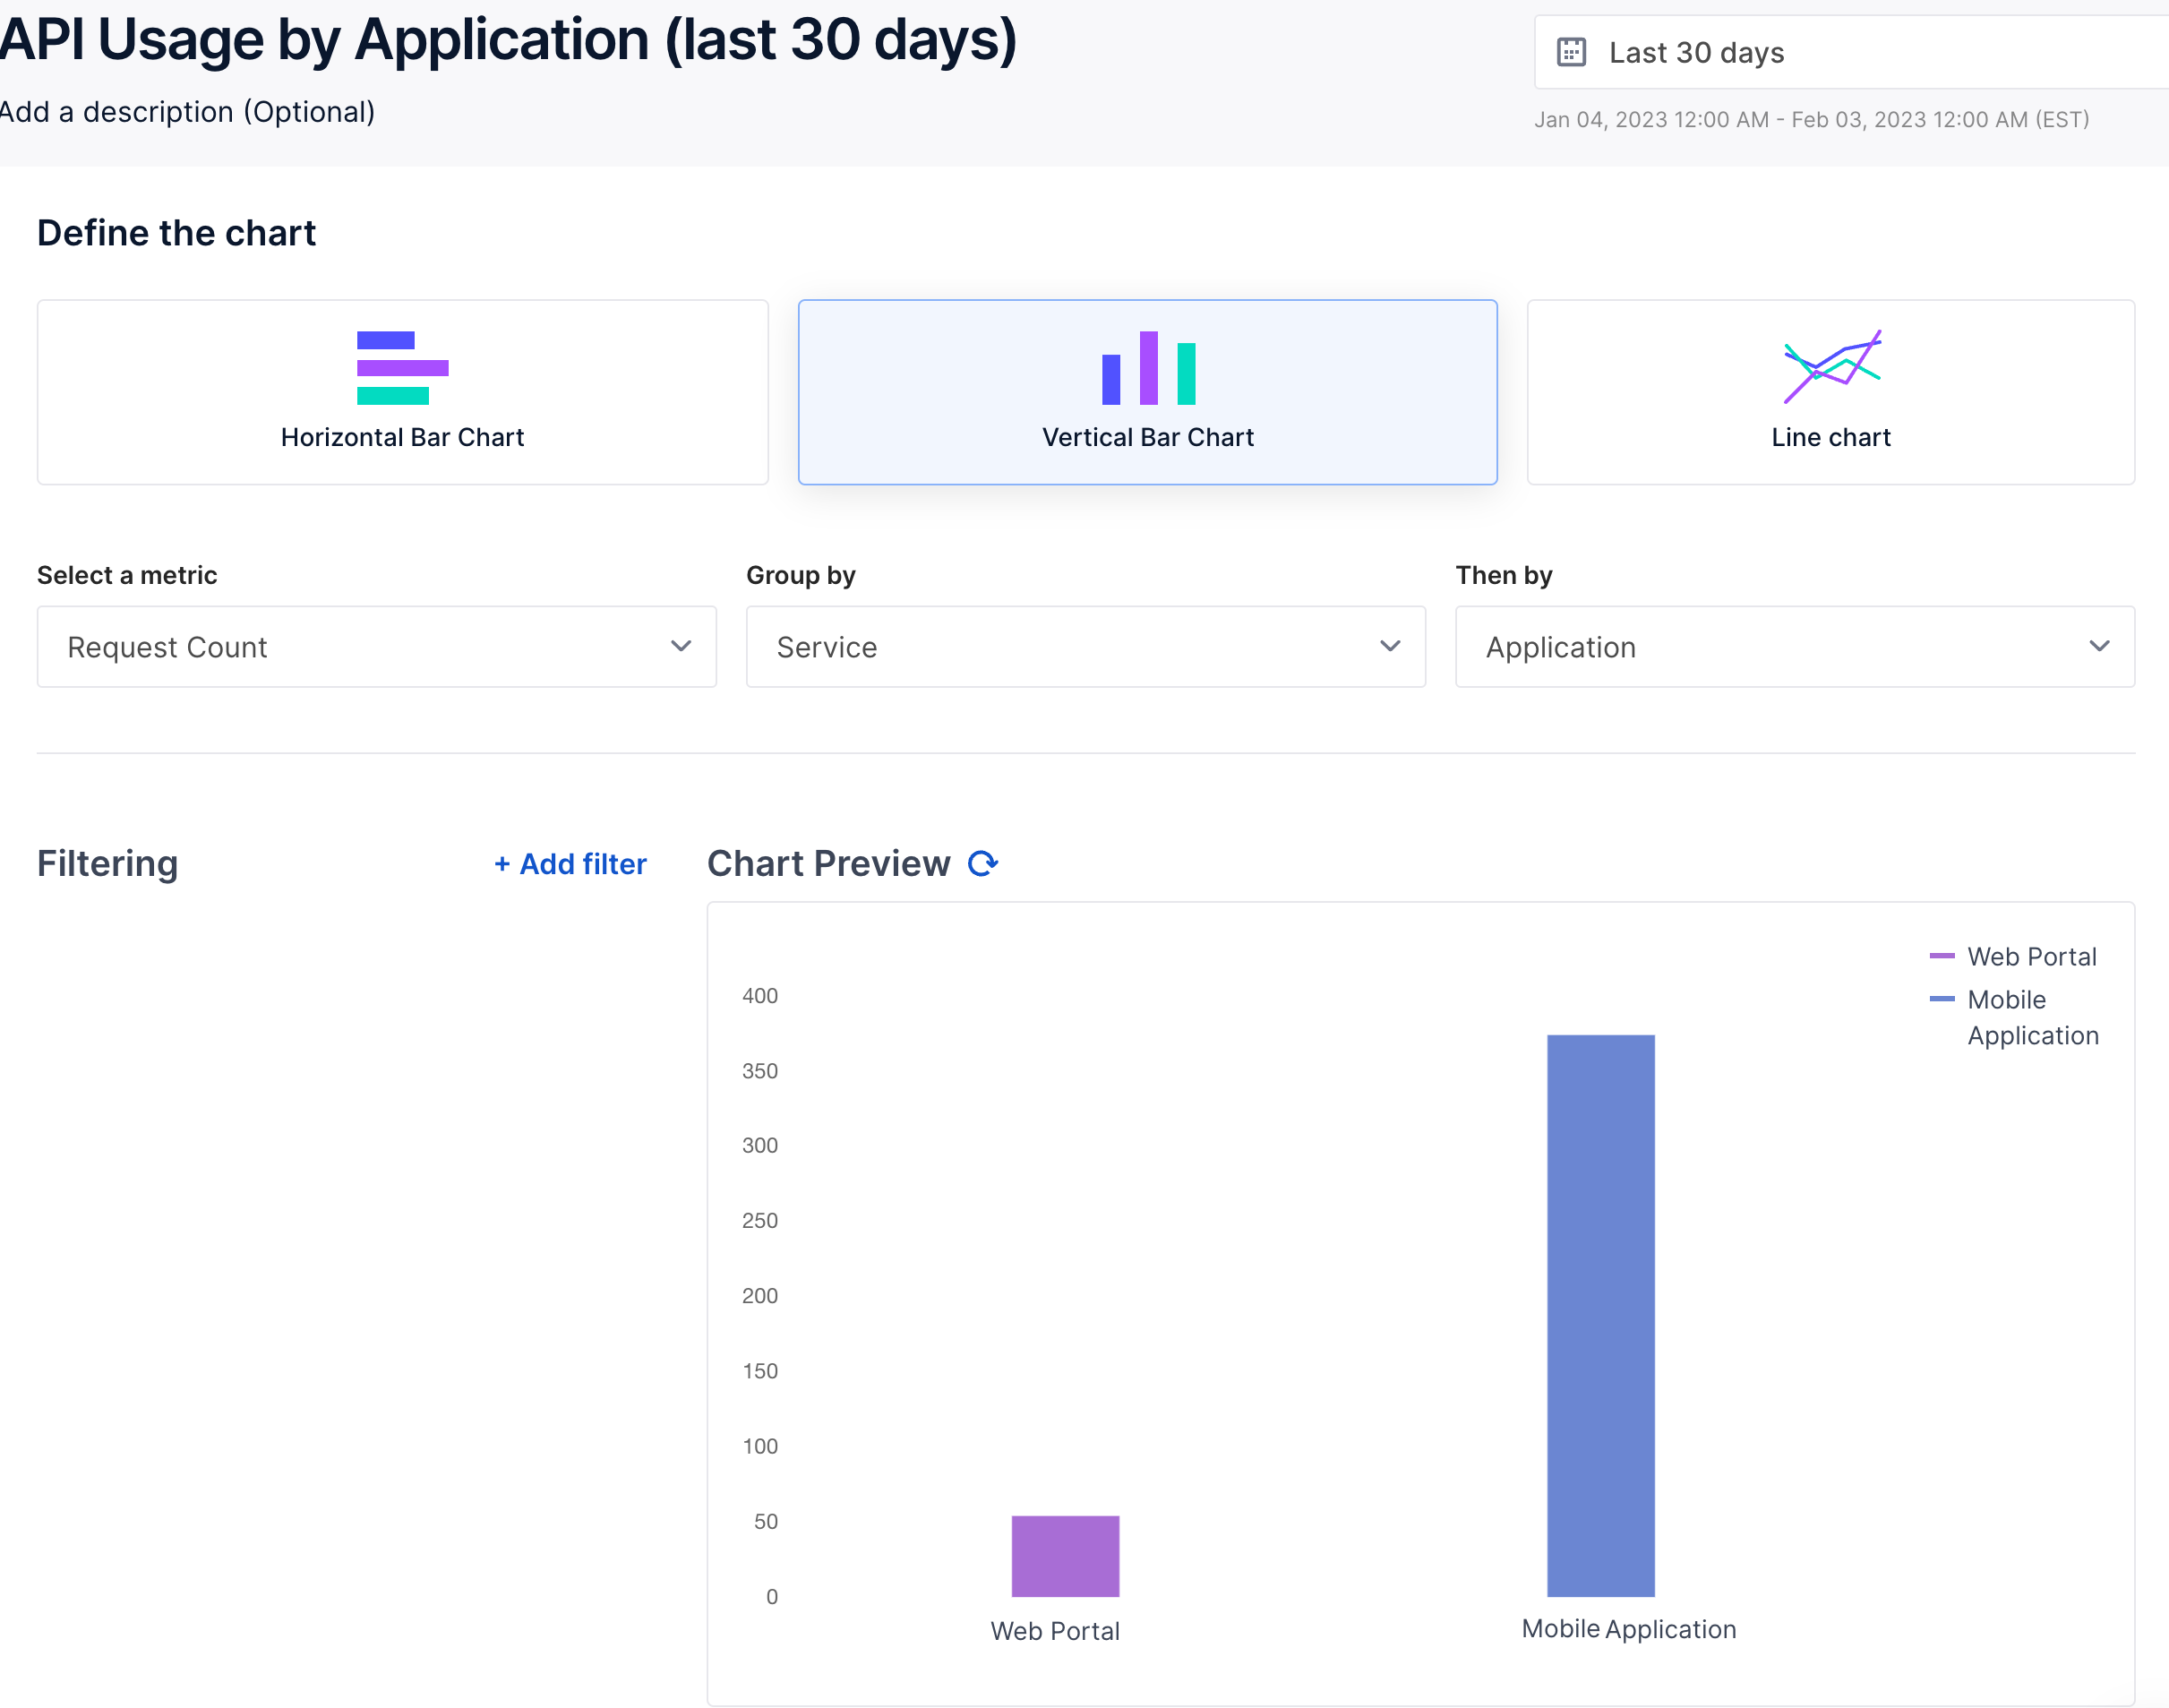 API Usage by Application (last 30 days)
Last 30 days
Add a description (Optional)
Jan 04, 2023 12:00 AM - Feb 03, 2023 12:00 AM (EST)
Define the chart
Horizontal Bar Chart
Vertical Bar Chart
Line chart
Select a metric
Group by
Then by
Request Count
Service
Application
Filtering
+ Add filter
Chart Preview
Web Portal
Mobile
Application
400
350
300
250
200
150
100
50
0
Web Portal
Mobile Application